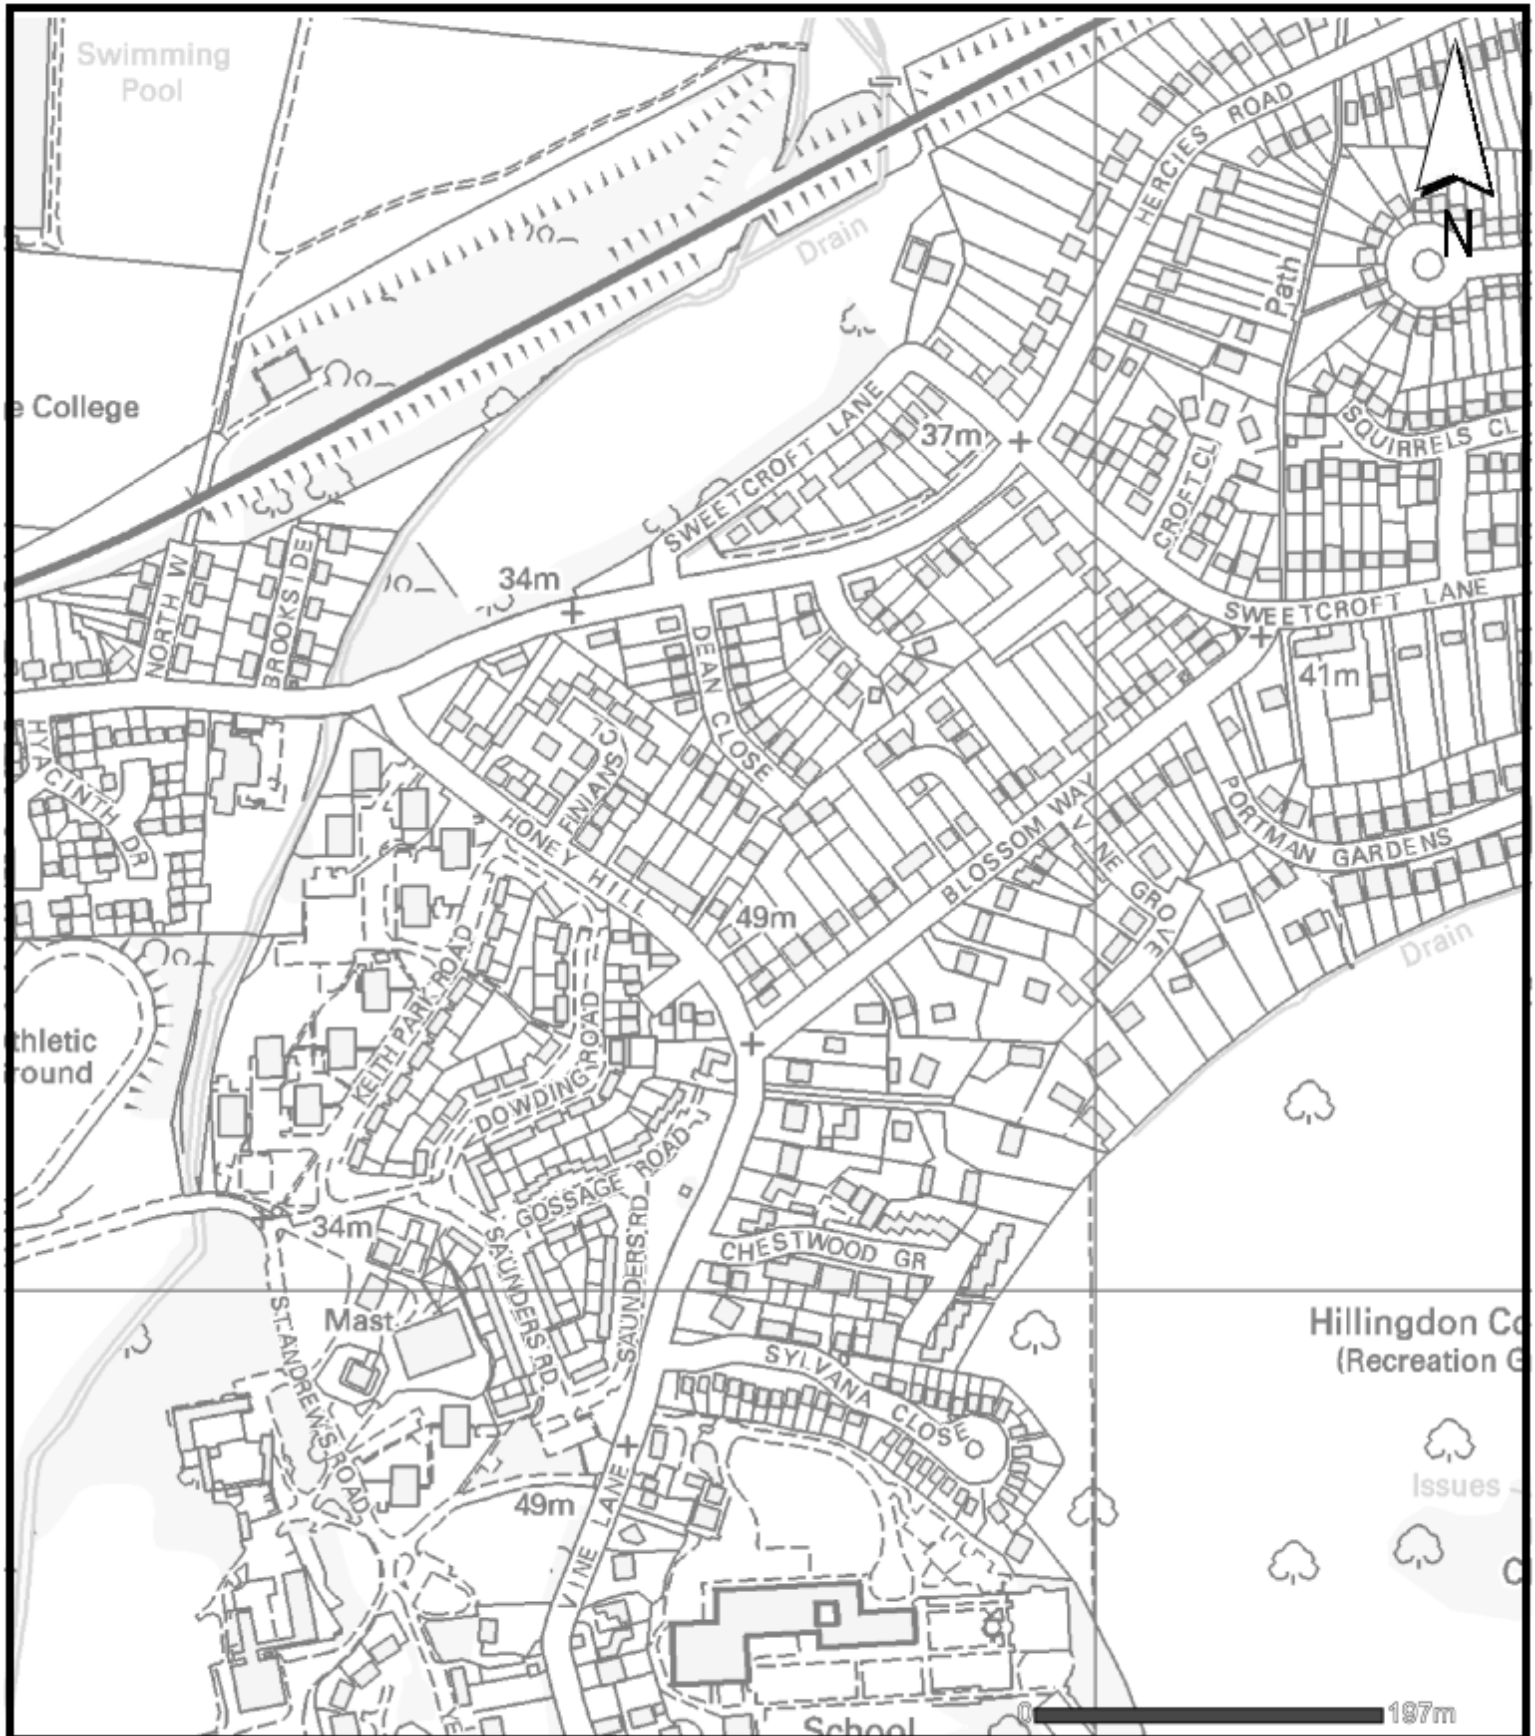 Swimming
Pool
N
HERCIES ROAD
Path
Drain
e College
SWEETCROFT LANE
37m
SQUIRRELS CL
CROFT CL
NORTH W
BROOKSIDE
34m
SWEETCROFT LANE
41m
DEAN CLOSE
HYACINTH DR
FINIANS C
HONEY HILL
BLOSSOM WAY
VINE GROVE
PORTMAN GARDENS
49m
Drain
KEITH PARK ROAD
DOWDING ROAD
thletic
round
GOSSAGE ROAD
34m
SAUNDERS RD
SAUNDERS RD
CHESTWOOD GR
Mast
ST. ANDREW'S ROAD
SYLVANA CLOSE
Hillingdon Co
(Recreation G
Issues
49m
VINE LANE
C
School
0
197m